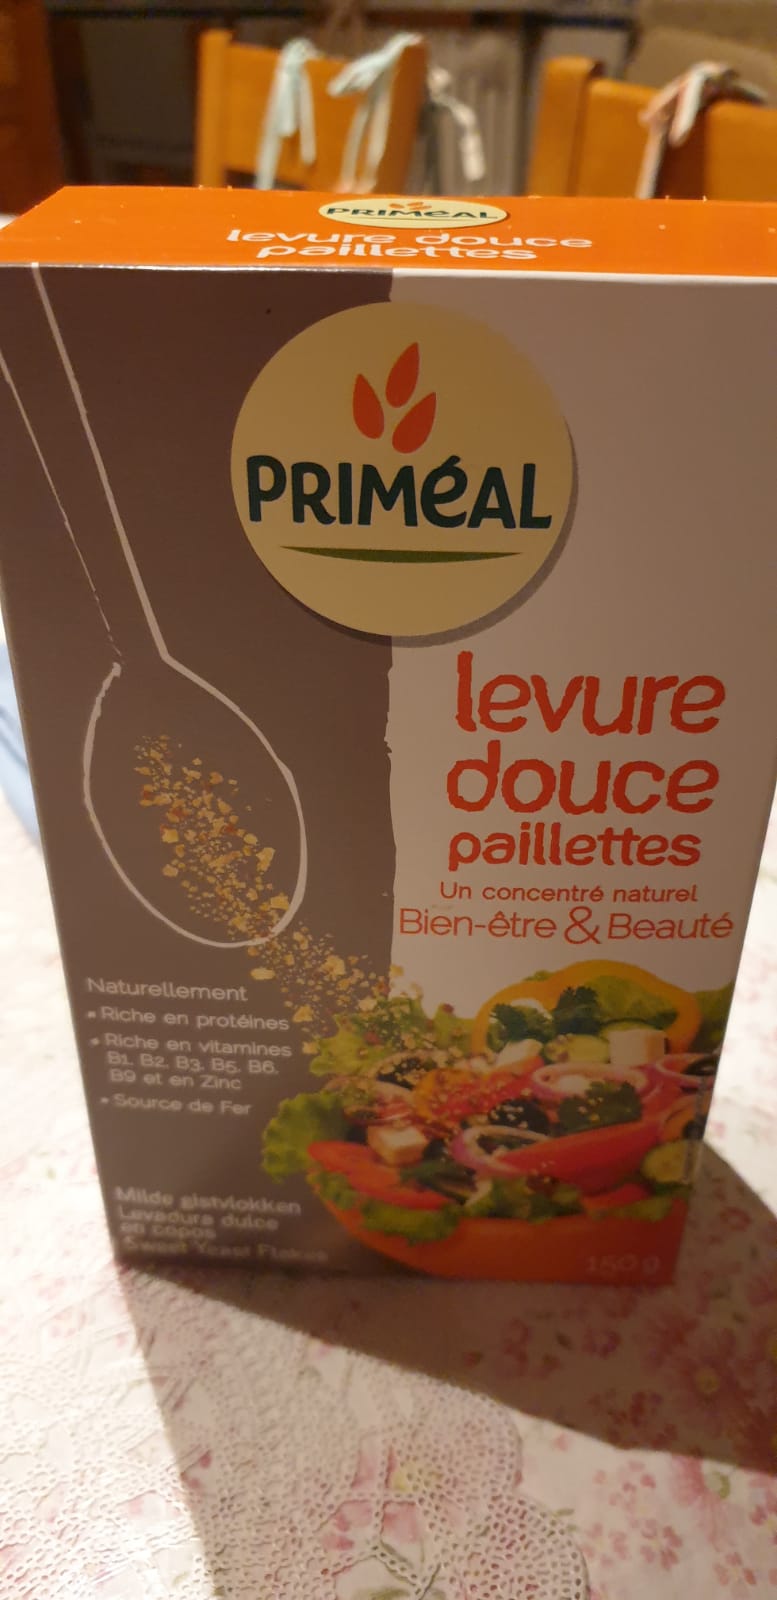 PRIMéAL
levure douce
paillettes
PRIMéAL
levure
douce
paillettes
Un concentré naturel
Bien-être & Beauté
Naturellement
• Riche en protéines
• Riche en vitamines
B1, B2, B3, B5, B6,
B9 et en Zinc
• Source de Fer
Milde gistvlokken
Levadura dulce
en copos
Sweet Yeast Flakes
150 g